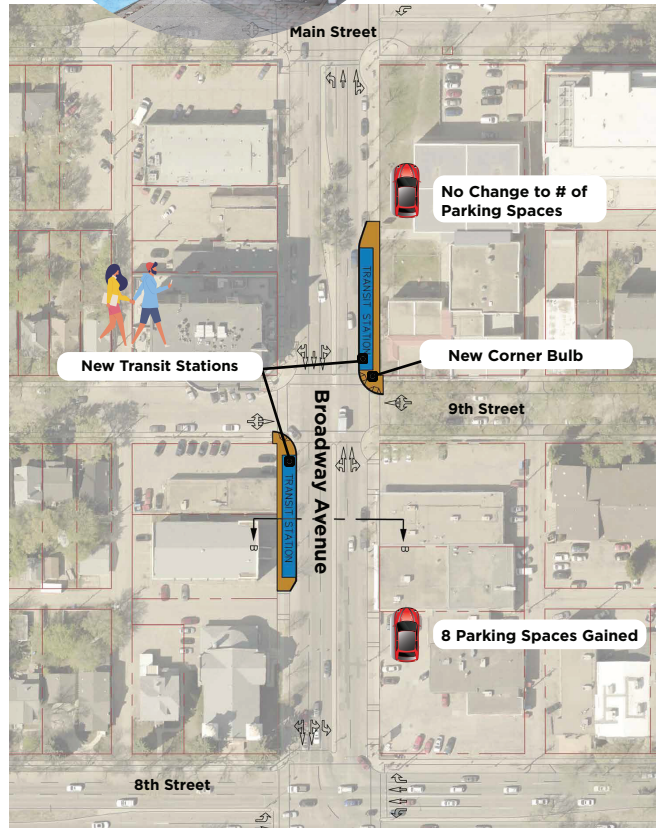 Main Street
No Change to # of
Parking Spaces
TRANSIT STATION
New Transit Stations
New Corner Bulb
Broadway Avenue
9th Street
TRANSIT STATION
B
B
8 Parking Spaces Gained
8th Street